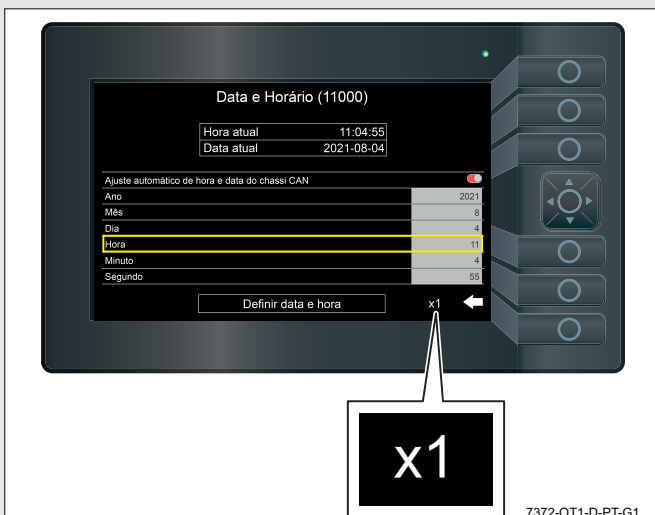 Data e Horário (11000)
Hora atual 11:04:55
Data atual 2021-08-04
Ajuste automático de hora e data do chassi CAN
Ano 2021
Mês 8
Dia 4
Hora 11
Minuto 4
Segundo 55
Definir data e hora x1
x1
7372-OT1-D-PT-G1